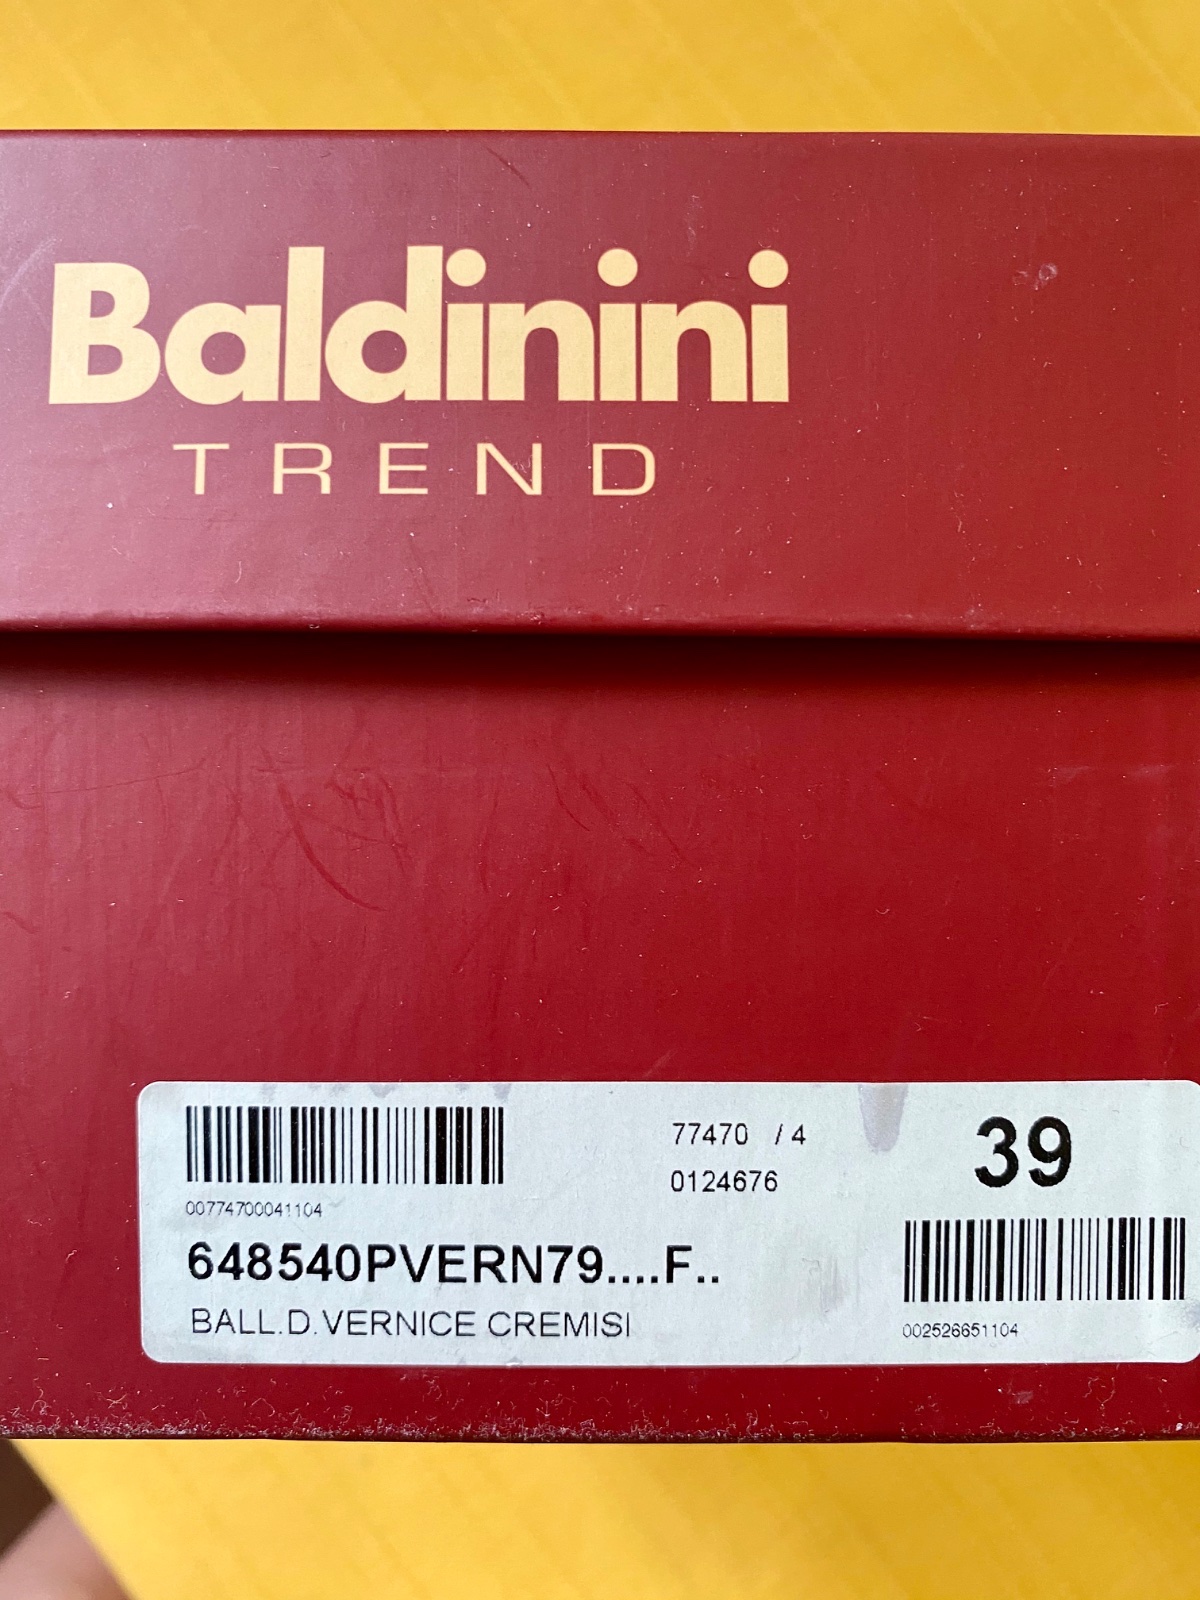 Baldinini
TREND
77470 / 4
39
0124676
00774700041104
648540PVERN79....F..
BALL.D.VERNICE CREMISI
002526651104